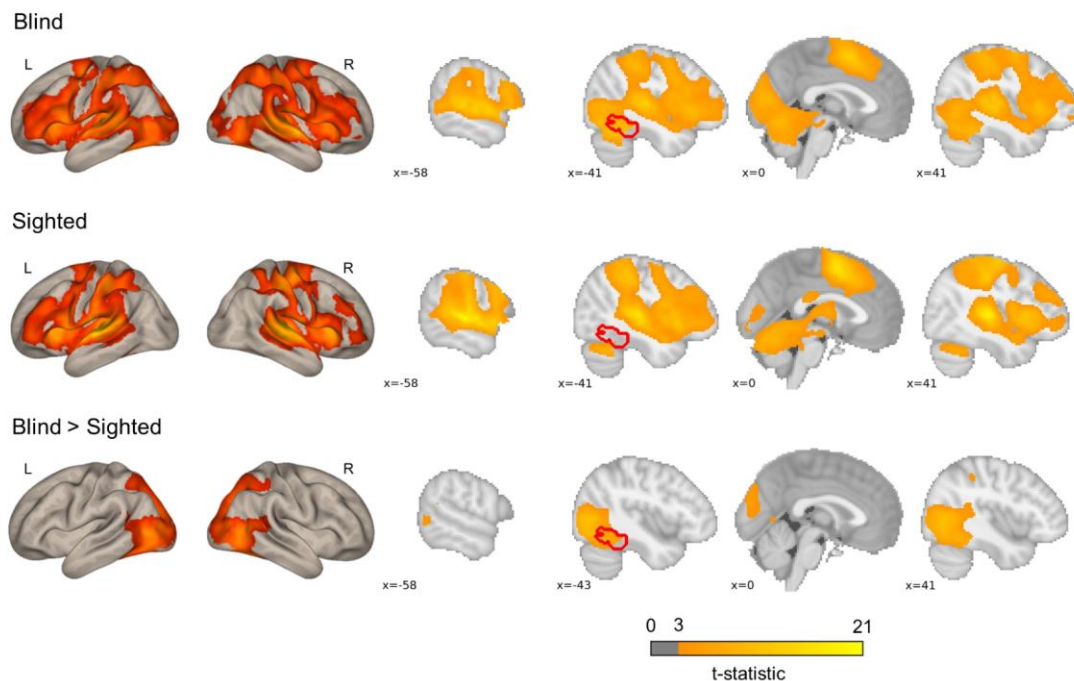 Blind
L R
x=-58 x=-41 x=0 x=41
Sighted
L R
x=-58 x=-41 x=0 x=41
Blind > Sighted
L R
x=-58 x=-43 x=0 x=41
0 3 21
t-statistic